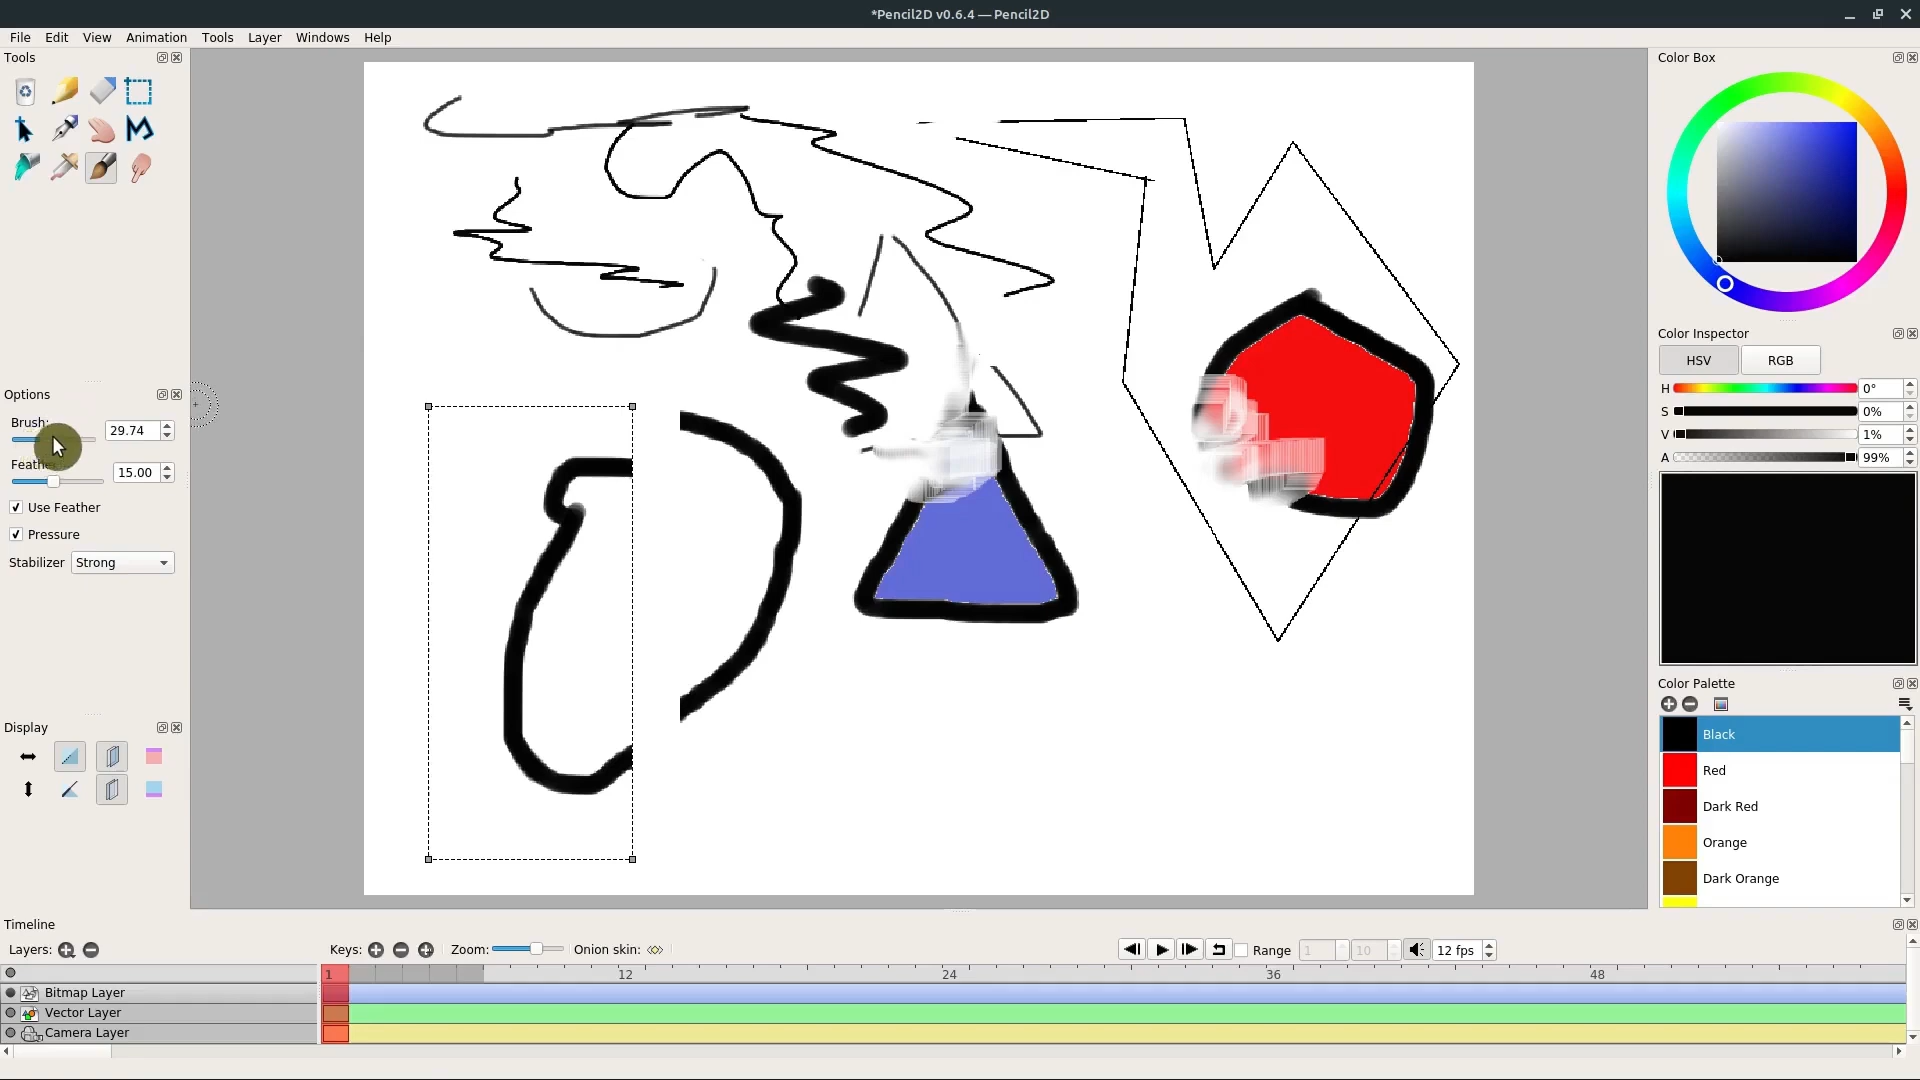 *Pencil2D v0.6.4 — Pencil2D
File Edit View Animation Tools Layer Windows Help
Tools
Options
Brush:
29.74
15.00
Use Feather
Pressure
Stabilizer Strong
Display
Color Box
Color Inspector
HSV RGB
H 0°
S 0%
V 1%
A 99%
Color Palette
Black
Red
Dark Red
Orange
Dark Orange
Timeline
Layers: Keys: Zoom: Onion skin: Range 1 10 12 fps
1 12 24 36 48
Bitmap Layer
Vector Layer
Camera Layer